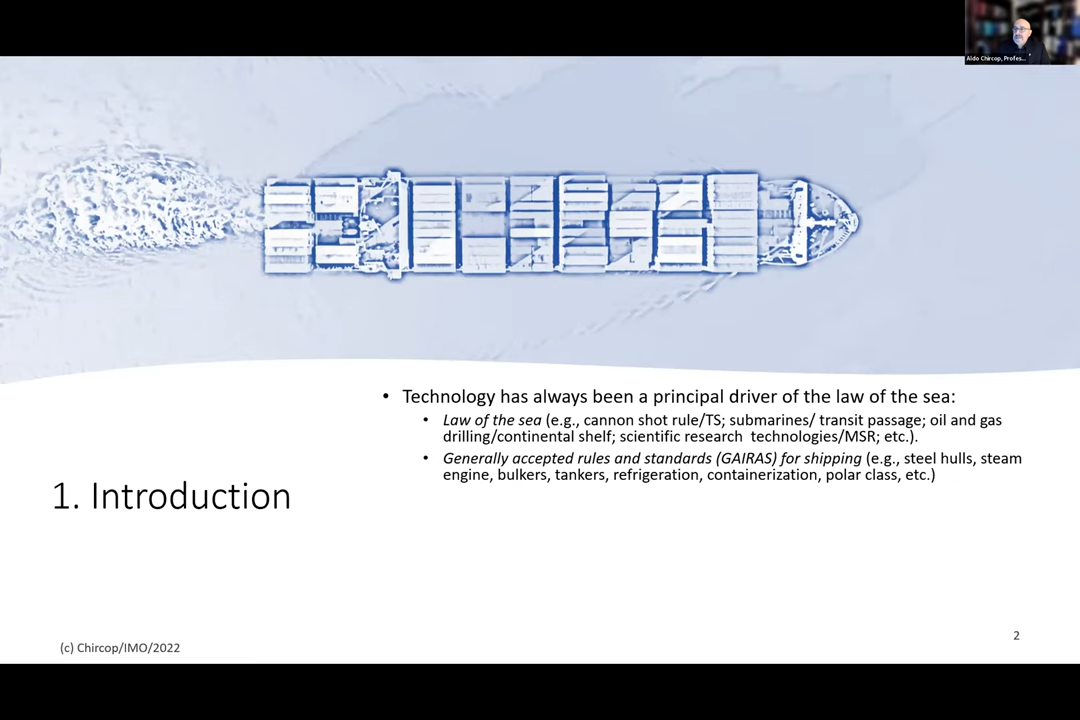 Aldo Chircop, Profes...
• Technology has always been a principal driver of the law of the sea:
• Law of the sea (e.g., cannon shot rule/TS; submarines/ transit passage; oil and gas
drilling/continental shelf; scientific research  technologies/MSR; etc.).
• Generally accepted rules and standards (GAIRAS) for shipping (e.g., steel hulls, steam
engine, bulkers, tankers, refrigeration, containerization, polar class, etc.)
1. Introduction
(c) Chircop/IMO/2022
2